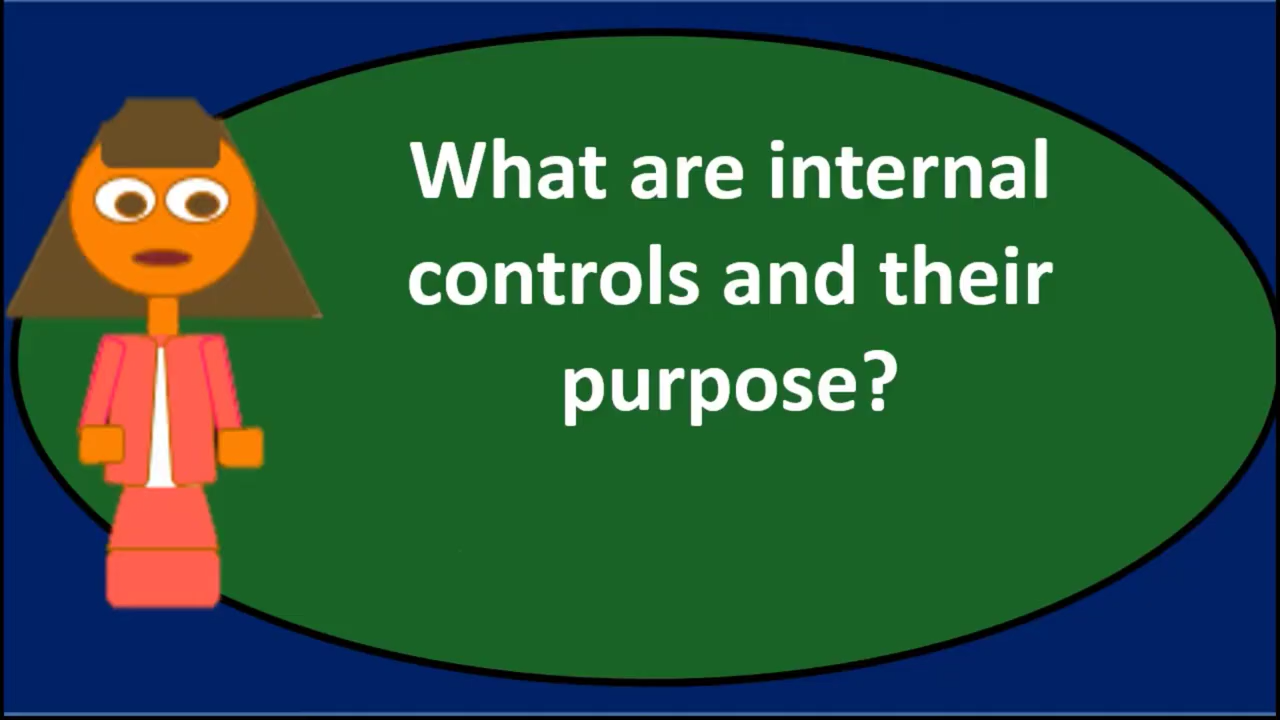 What are internal
controls and their
purpose?